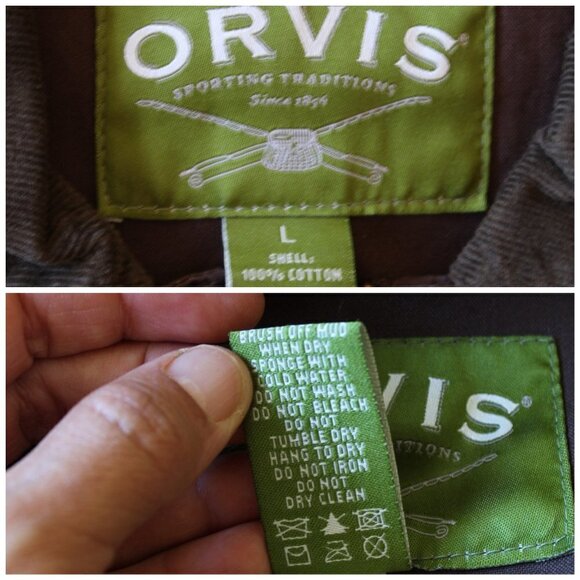 ORVIS®
SPORTING TRADITIONS
Since 1856
L
SHELL:
100% COTTON
BRUSH OFF MUD
WHEN DRY
SPONGE WITH
COLD WATER
DO NOT WASH
DO NOT BLEACH
DO NOT
TUMBLE DRY
HANG TO DRY
DO NOT IRON
DO NOT
DRY CLEAN
VIS®
ADITIONS